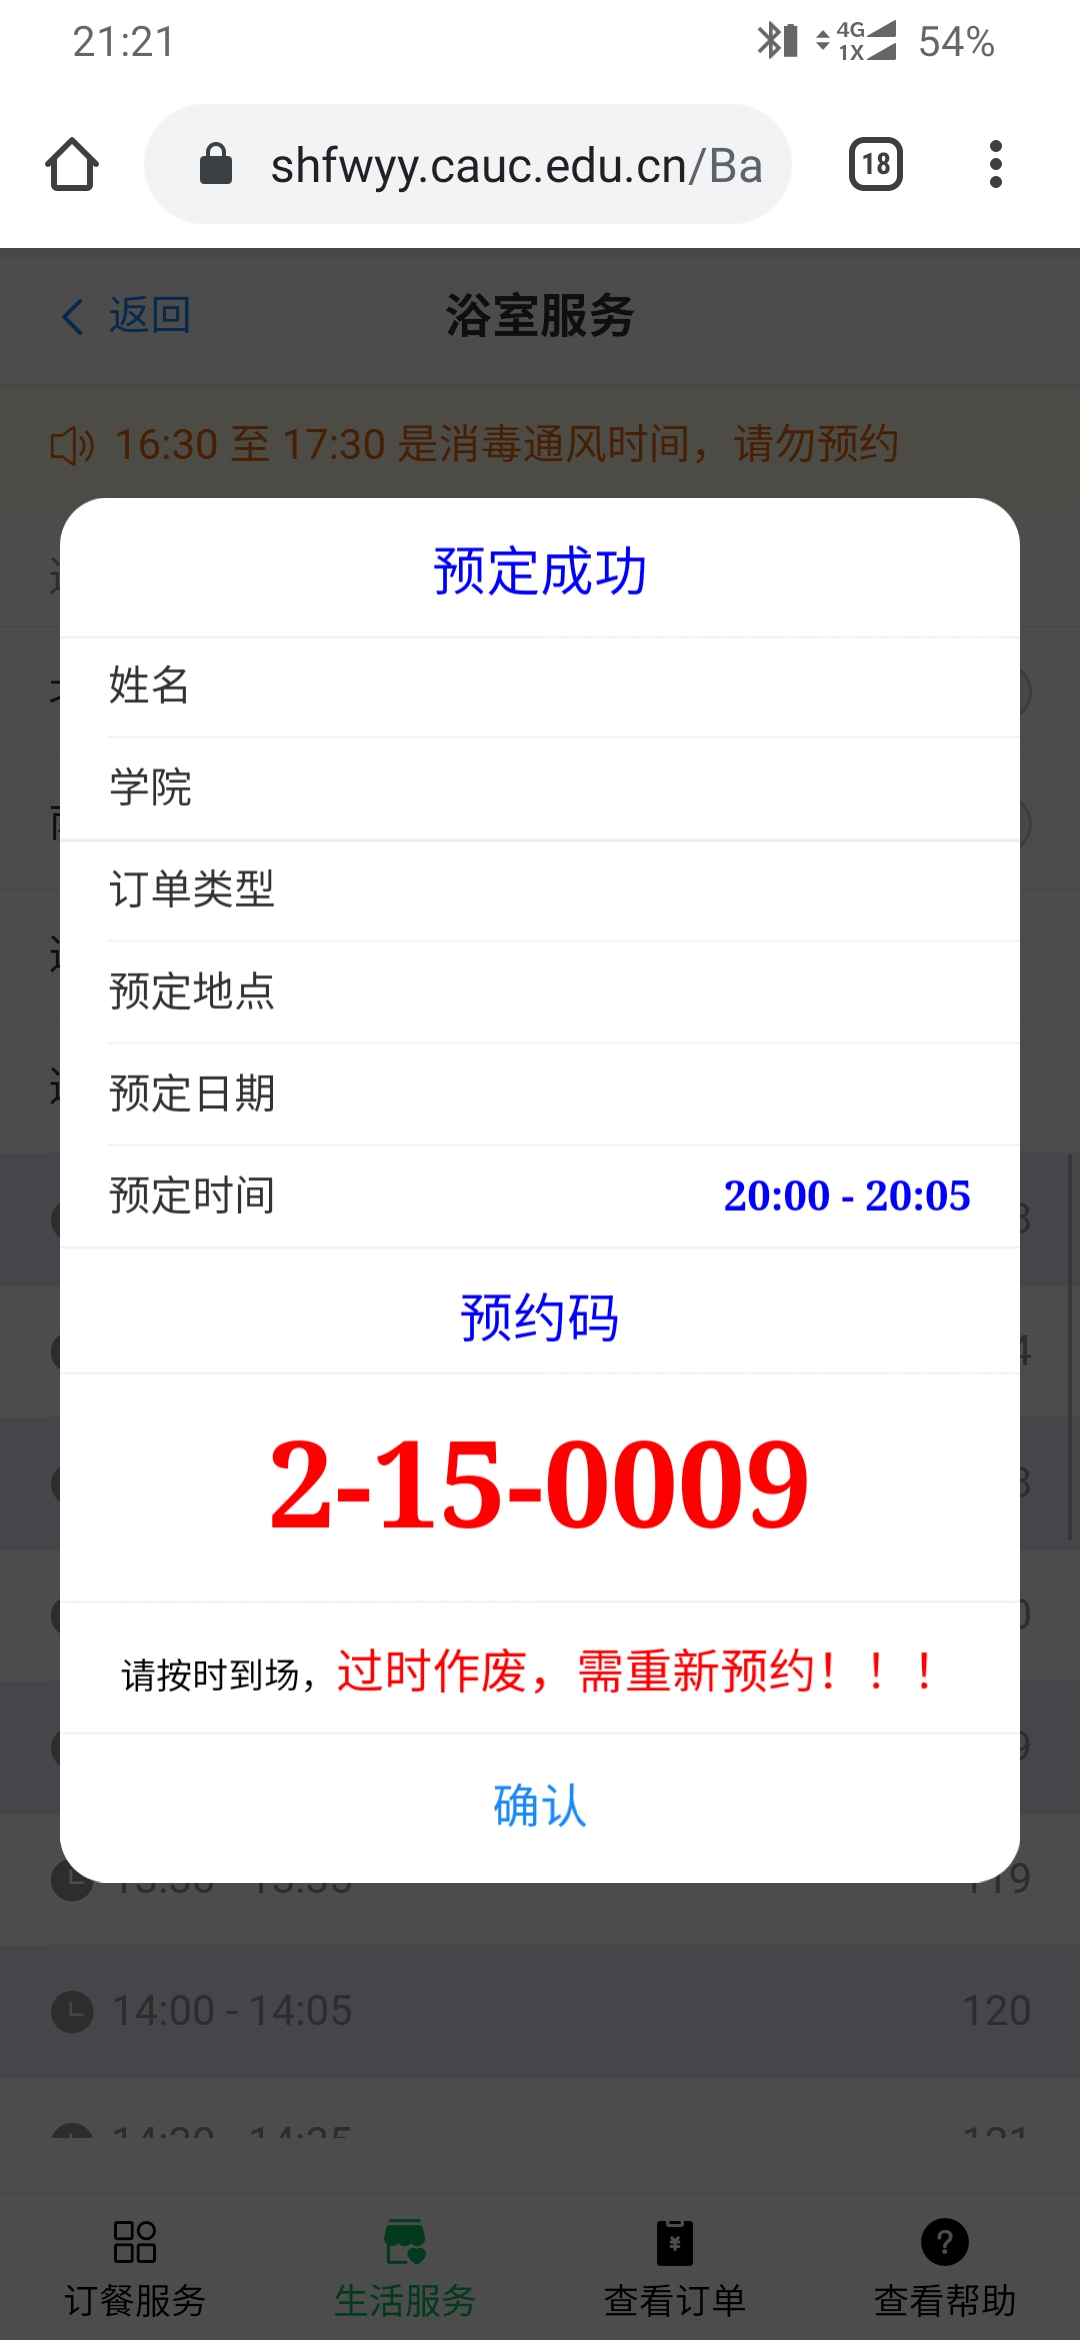 21:21
4G
1X
54%
shfwyy.cauc.edu.cn/Ba
18
返回
浴室服务
16:30 至 17:30 是消毒通风时间，请勿预约
预定成功
姓名
学院
订单类型
预定地点
预定日期
预定时间 20:00 - 20:05
预约码
2-15-0009
请按时到场，过时作废，需重新预约！！！
确认
14:00 - 14:05 120
订餐服务
生活服务
查看订单
查看帮助